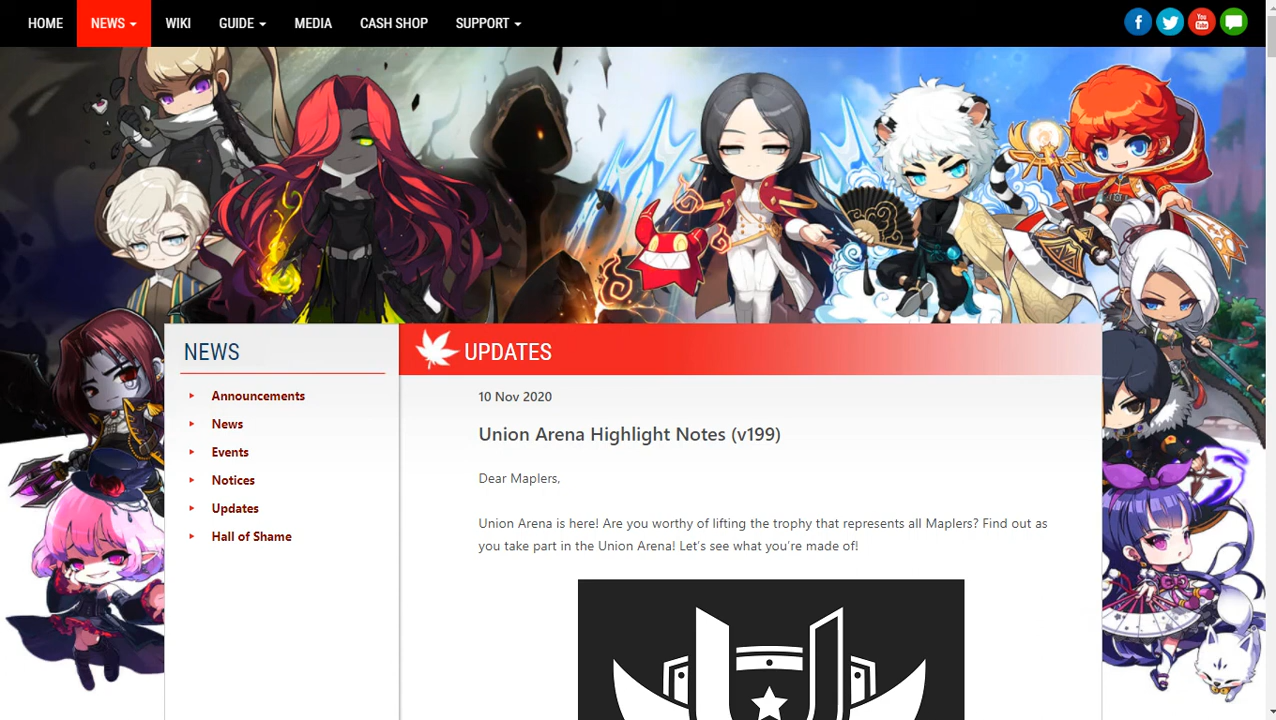 HOME NEWS WIKI GUIDE MEDIA CASH SHOP SUPPORT
You Tube
NEWS
Announcements
News
Events
Notices
Updates
Hall of Shame
UPDATES
10 Nov 2020
Union Arena Highlight Notes (v199)
Dear Maplers,
Union Arena is here! Are you worthy of lifting the trophy that represents all Maplers? Find out as
you take part in the Union Arena! Let's see what you're made of!